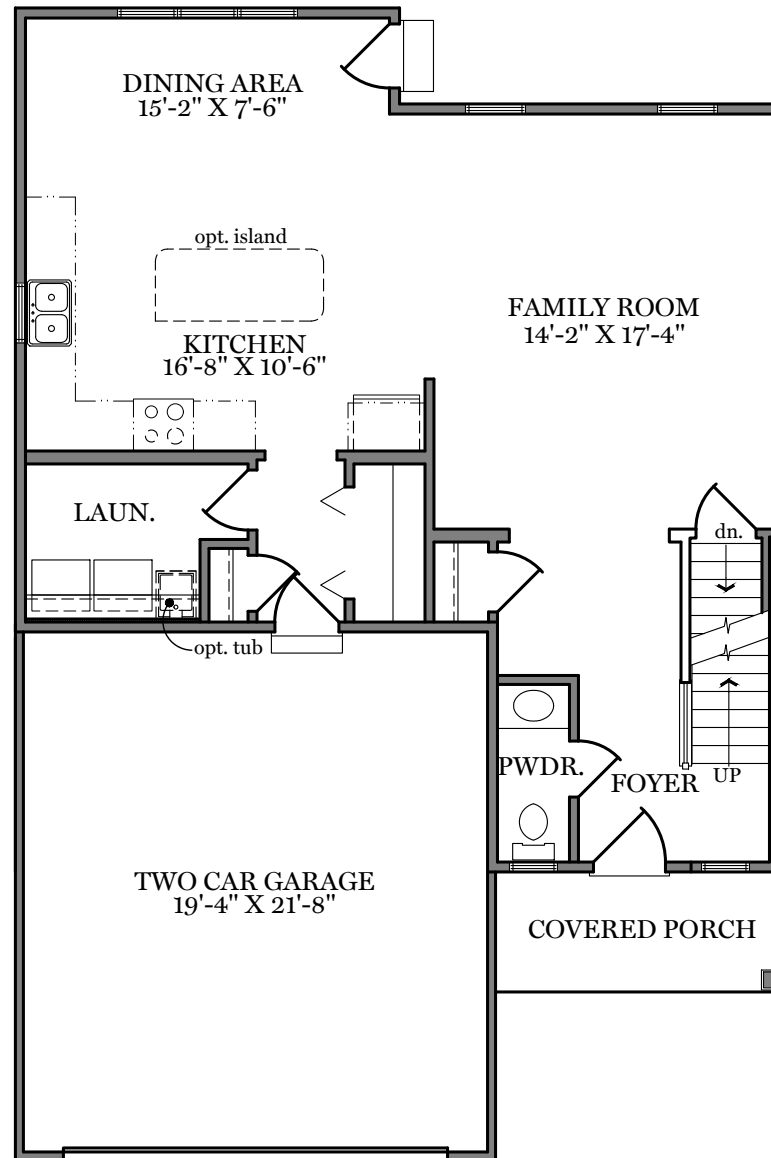 DINING AREA
15'-2" X 7'-6"
opt. island
FAMILY ROOM
14'-2" X 17'-4"
KITCHEN
16'-8" X 10'-6"
LAUN.
dn.
opt. tub
PWDR.
FOYER
UP
TWO CAR GARAGE
19'-4" X 21'-8"
COVERED PORCH